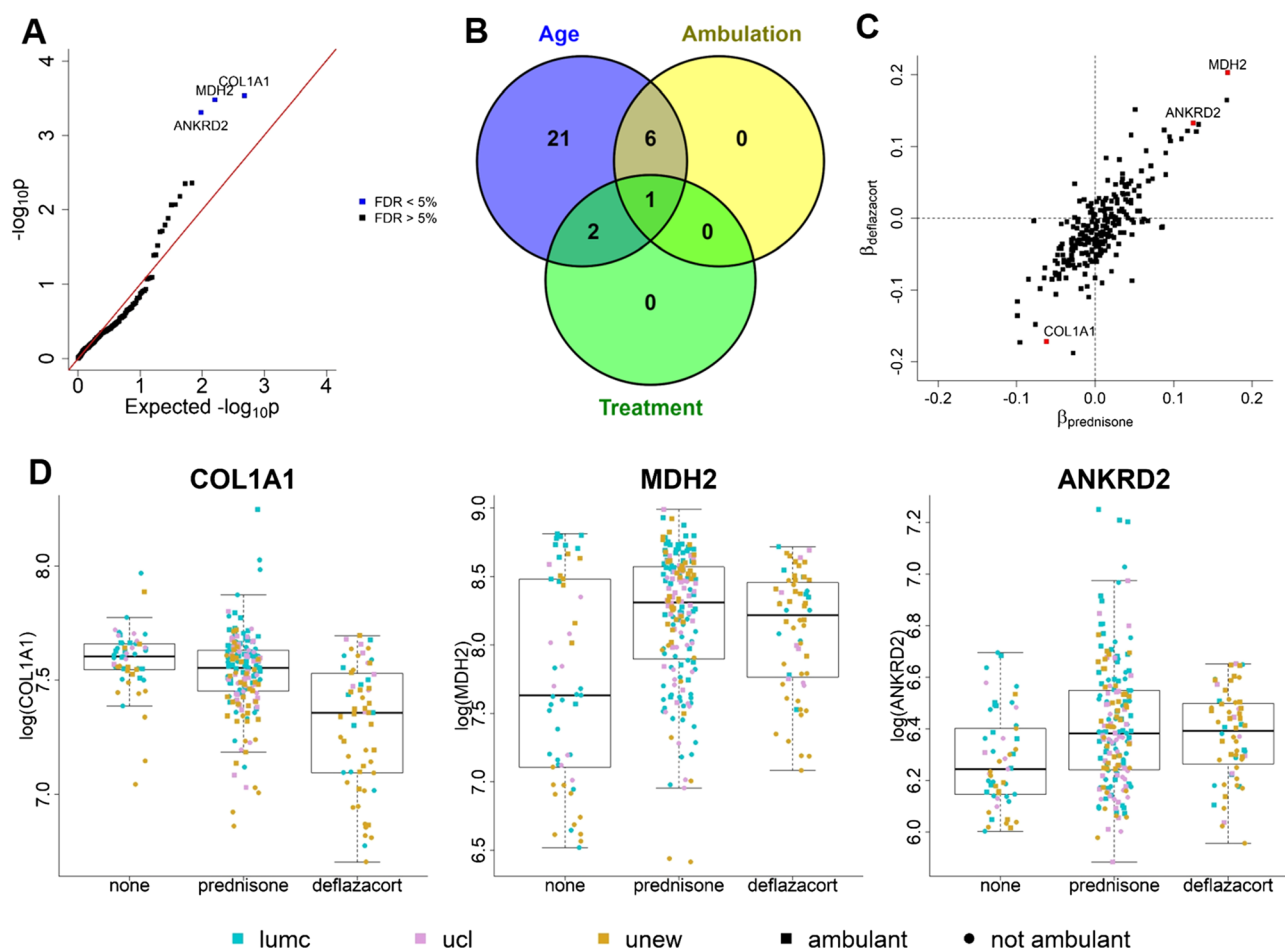 A
4
3
2
1
0
-log10p
COL1A1
MDH2
ANKRD2
FDR < 5%
FDR > 5%
0 1 2 3 4
Expected -log10p
B
Age
Ambulation
21
6
0
1
2
0
0
Treatment
C
0.2
0.1
0.0
-0.1
-0.2
βdeflazacort
MDH2
ANKRD2
COL1A1
-0.2 -0.1 0.0 0.1 0.2
βprednisone
D
COL1A1
log(COL1A1)
8.0
7.5
7.0
none prednisone deflazacort
MDH2
log(MDH2)
9.0
8.5
8.0
7.5
7.0
6.5
none prednisone deflazacort
ANKRD2
log(ANKRD2)
7.2
7.0
6.8
6.6
6.4
6.2
6.0
none prednisone deflazacort
lumc ucl unew ambulant not ambulant